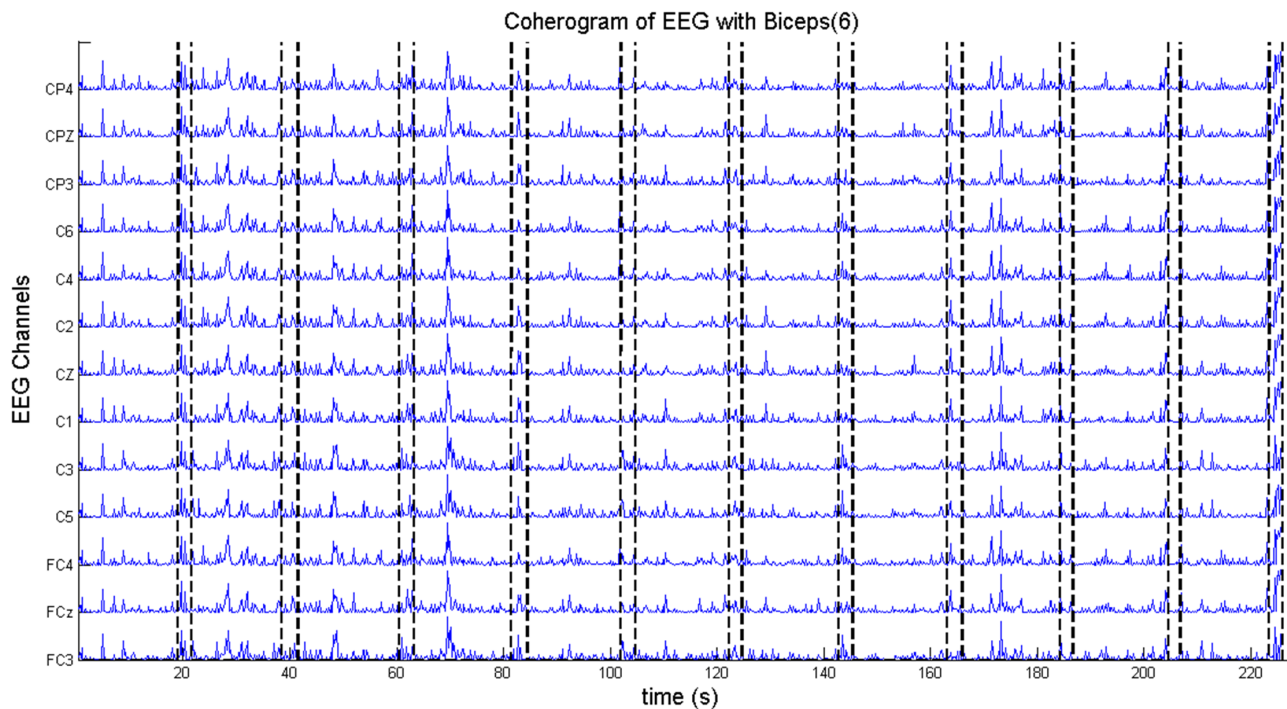 Coherogram of EEG with Biceps(6)
EEG Channels
CP4
CPZ
CP3
C6
C4
C2
CZ
C1
C3
C5
FC4
FCz
FC3
20 40 60 80 100 120 140 160 180 200 220
time (s)